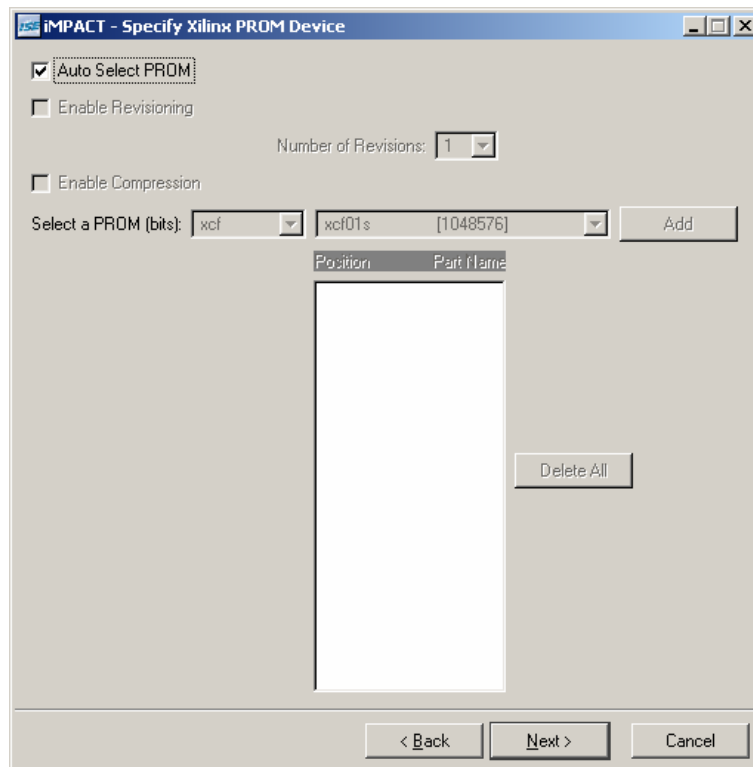 ISE iMPACT - Specify Xilinx PROM Device
Auto Select PROM
Enable Revisioning
Number of Revisions: 1
Enable Compression
Select a PROM (bits): xcf xcf01s [1048576] Add
Position Part Name
Delete All
< Back Next > Cancel